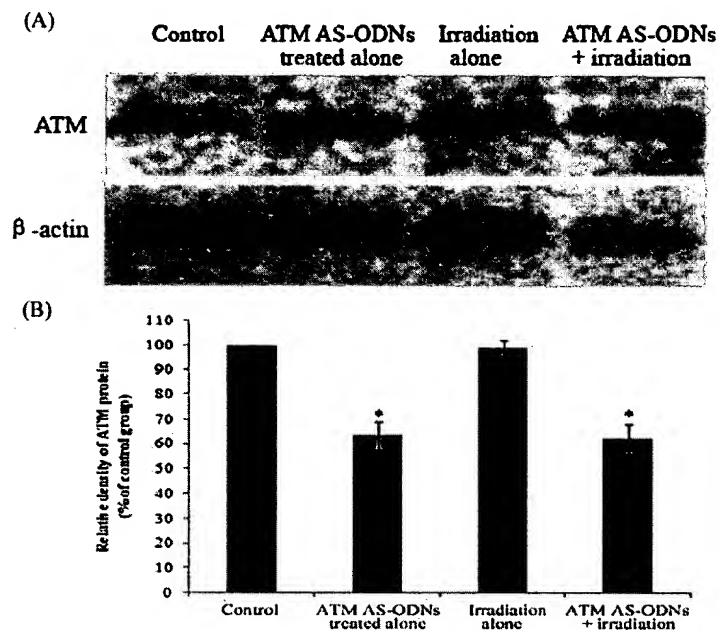 (A)
Control ATM AS-ODNs Irradiation ATM AS-ODNs
treated alone alone + irradiation
ATM
β-actin
(B)
110
100
90
80
70
60
50
40
30
20
10
0
Relative density of ATM protein
(% of control group)
*
*
Control ATM AS-ODNs Irradiation ATM AS-ODNs
treated alone alone + irradiation